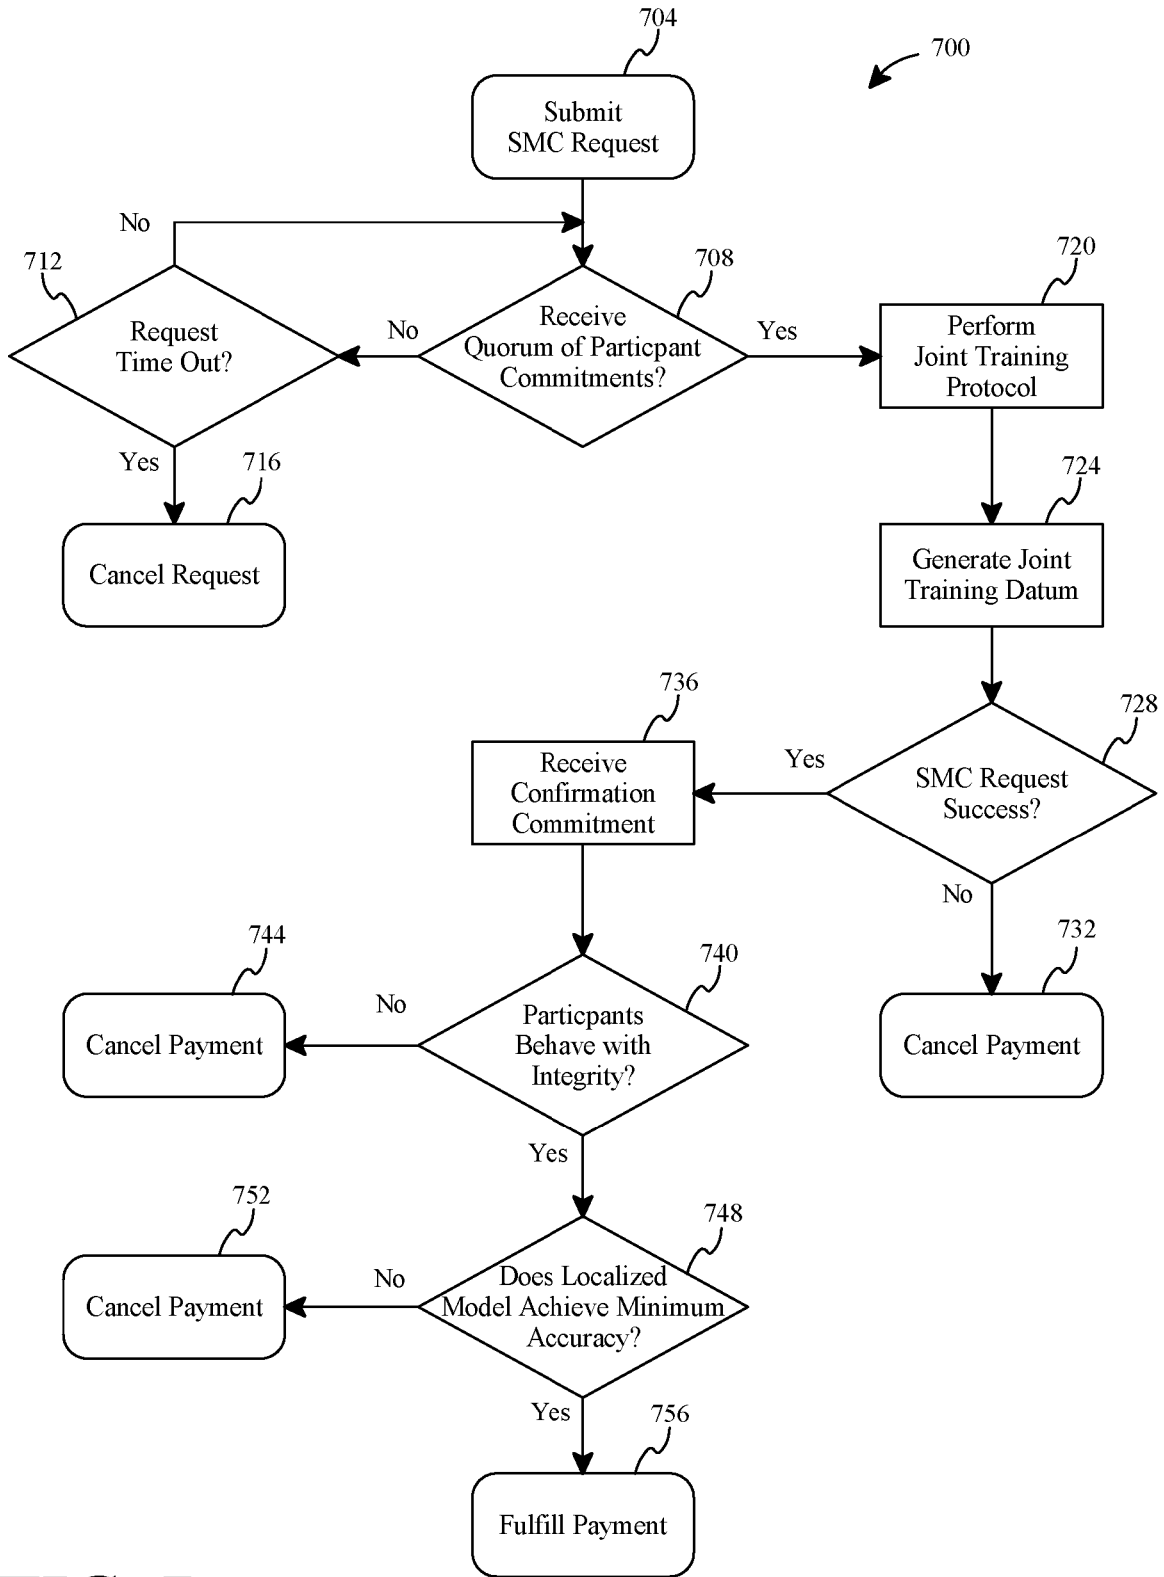 704
700
Submit
SMC Request
No
712
Request
Time Out?
No
708
Receive
Quorum of Particpant
Commitments?
Yes
720
Perform
Joint Training
Protocol
Yes
716
Cancel Request
724
Generate Joint
Training Datum
736
Receive
Confirmation
Commitment
Yes
728
SMC Request
Success?
No
732
Cancel Payment
744
Cancel Payment
No
740
Particpants
Behave with
Integrity?
Yes
752
Cancel Payment
No
748
Does Localized
Model Achieve Minimum
Accuracy?
Yes
756
Fulfill Payment